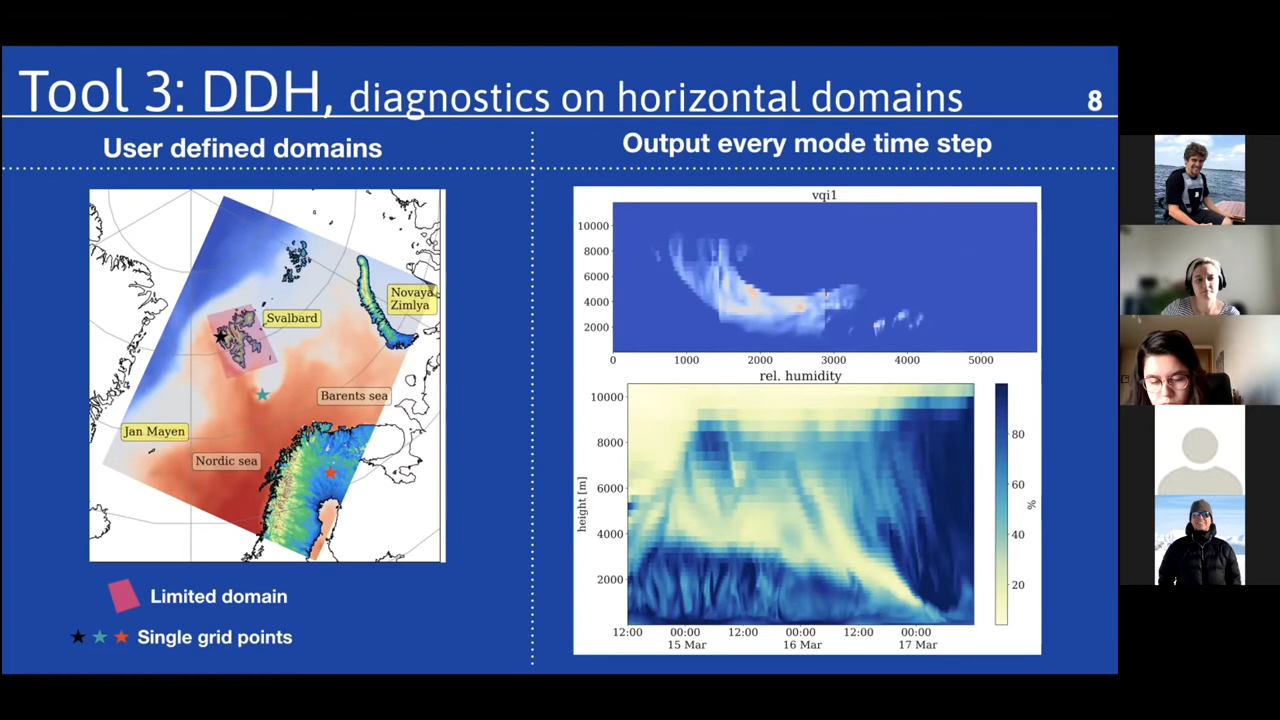 Tool 3: DDH, diagnostics on horizontal domains
8
User defined domains
Output every mode time step
Novaya
Zimlya
Svalbard
Barents sea
Jan Mayen
Nordic sea
Limited domain
Single grid points
vqi1
10000
8000
6000
4000
2000
0 1000 2000 3000 4000 5000
rel. humidity
height [m]
10000
8000
6000
4000
2000
12:00 00:00 12:00 00:00 12:00 00:00
15 Mar 16 Mar 17 Mar
80
60
40
20
%